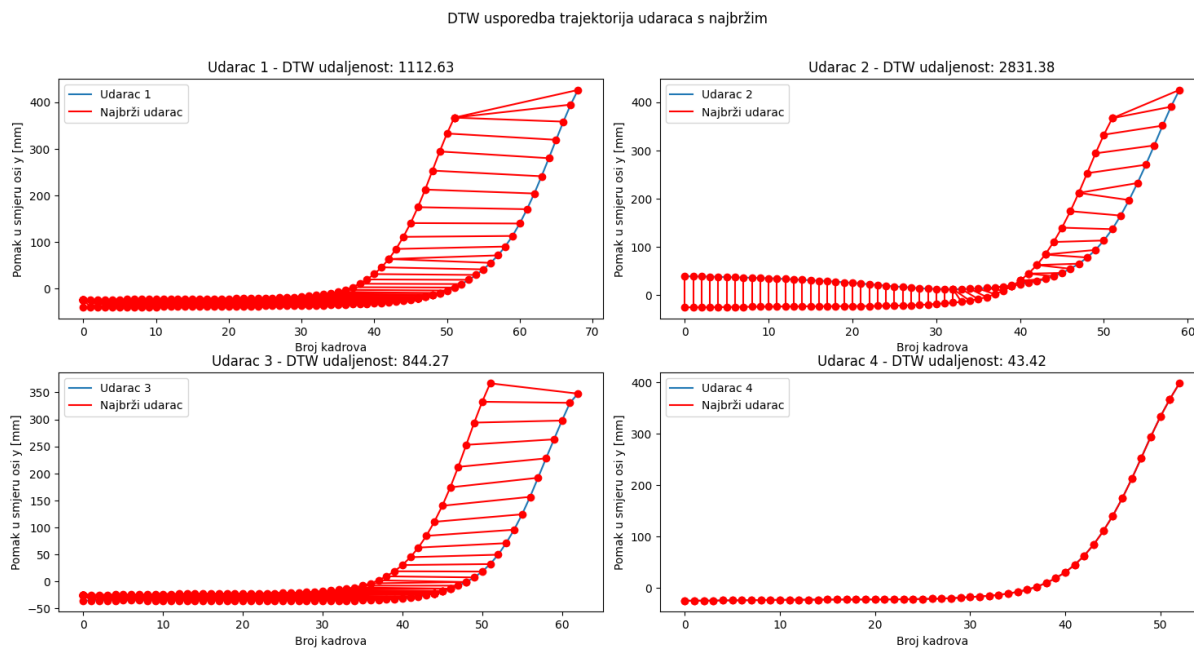 DTW usporedba trajektorija udaraca s najbržim
Udarac 1 - DTW udaljenost: 1112.63
Pomak u smjeru osi y [mm]
400
300
200
100
0
Udarac 1
Najbrži udarac
0 10 20 30 40 50 60 70
Broj kadrova
Udarac 2 - DTW udaljenost: 2831.38
Pomak u smjeru osi y [mm]
400
300
200
100
0
Udarac 2
Najbrži udarac
0 10 20 30 40 50 60
Broj kadrova
Udarac 3 - DTW udaljenost: 844.27
Pomak u smjeru osi y [mm]
350
300
250
200
150
100
50
0
−50
Udarac 3
Najbrži udarac
0 10 20 30 40 50 60
Broj kadrova
Udarac 4 - DTW udaljenost: 43.42
Pomak u smjeru osi y [mm]
400
300
200
100
0
Udarac 4
Najbrži udarac
0 10 20 30 40 50
Broj kadrova